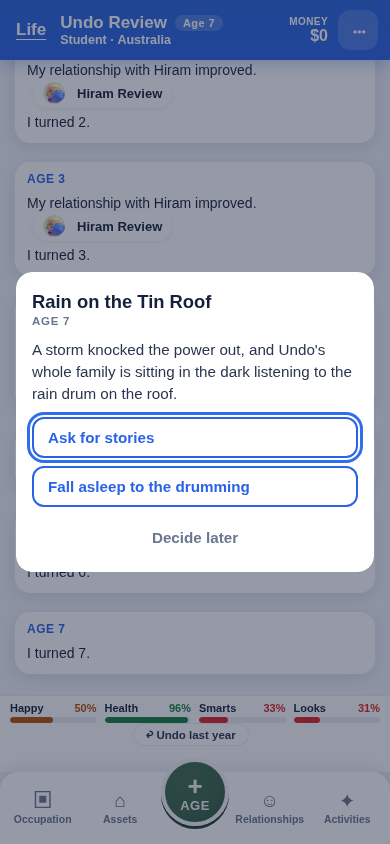 Life
Undo Review Age 7
Student · Australia
MONEY
$0
My relationship with Hiram improved.
Hiram Review
I turned 2.
AGE 3
My relationship with Hiram improved.
Hiram Review
I turned 3.
Rain on the Tin Roof
AGE 7
A storm knocked the power out, and Undo's
whole family is sitting in the dark listening to the
rain drum on the roof.
Ask for stories
Fall asleep to the drumming
Decide later
I turned 6.
AGE 7
I turned 7.
Happy 50% Health 96% Smarts 33% Looks 31%
Undo last year
+
AGE
Occupation Assets Relationships Activities